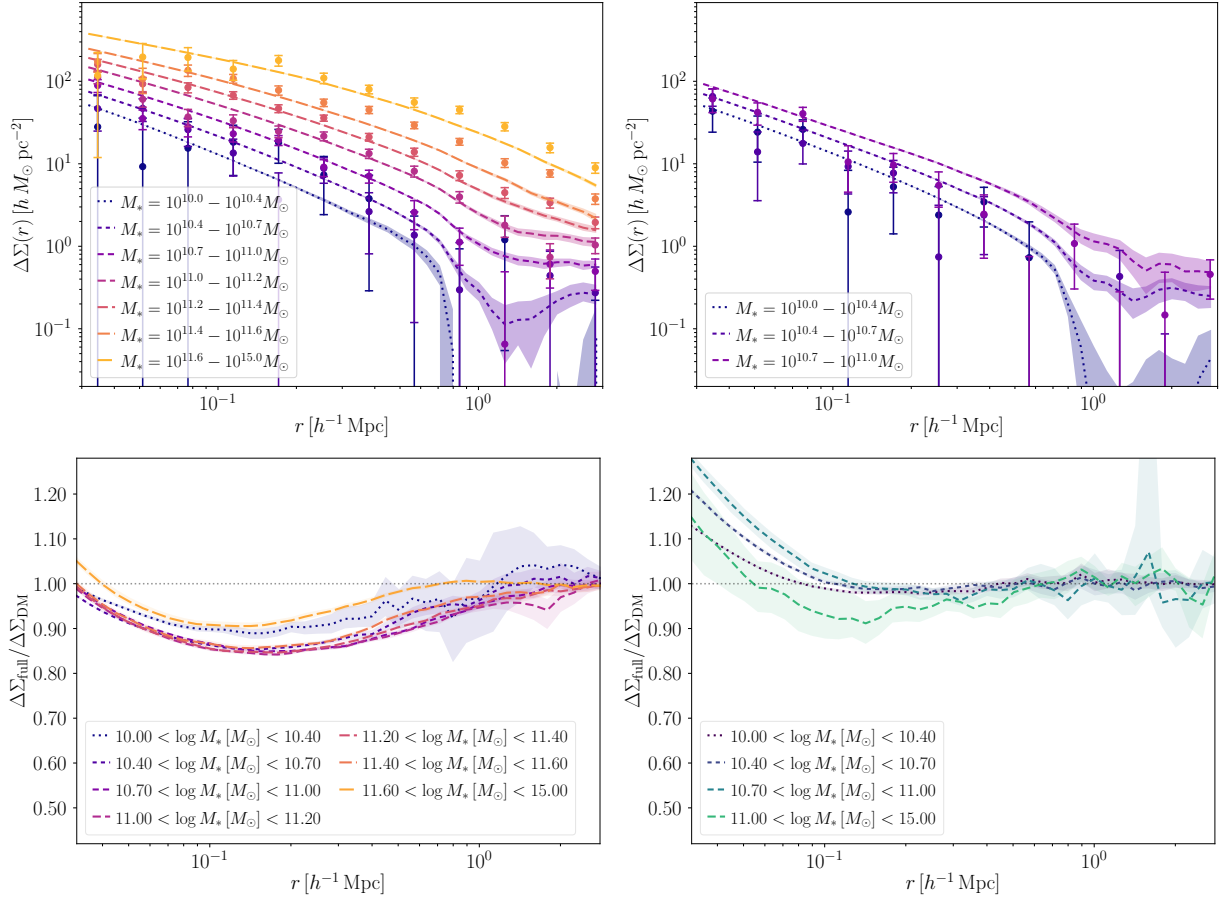 ΔΣ(r) [h M⊙ pc⁻²]
10²
10¹
10⁰
10⁻¹
M* = 10^10.0 − 10^10.4 M⊙
M* = 10^10.4 − 10^10.7 M⊙
M* = 10^10.7 − 10^11.0 M⊙
M* = 10^11.0 − 10^11.2 M⊙
M* = 10^11.2 − 10^11.4 M⊙
M* = 10^11.4 − 10^11.6 M⊙
M* = 10^11.6 − 10^15.0 M⊙
10⁻¹ 10⁰
r [h⁻¹ Mpc]
ΔΣ(r) [h M⊙ pc⁻²]
10²
10¹
10⁰
10⁻¹
M* = 10^10.0 − 10^10.4 M⊙
M* = 10^10.4 − 10^10.7 M⊙
M* = 10^10.7 − 10^11.0 M⊙
10⁻¹ 10⁰
r [h⁻¹ Mpc]
ΔΣfull/ΔΣDM
1.20
1.10
1.00
0.90
0.80
0.70
0.60
0.50
10.00 < log M* [M⊙] < 10.40
10.40 < log M* [M⊙] < 10.70
10.70 < log M* [M⊙] < 11.00
11.00 < log M* [M⊙] < 11.20
11.20 < log M* [M⊙] < 11.40
11.40 < log M* [M⊙] < 11.60
11.60 < log M* [M⊙] < 15.00
10⁻¹ 10⁰
r [h⁻¹ Mpc]
ΔΣfull/ΔΣDM
1.20
1.10
1.00
0.90
0.80
0.70
0.60
0.50
10.00 < log M* [M⊙] < 10.40
10.40 < log M* [M⊙] < 10.70
10.70 < log M* [M⊙] < 11.00
11.00 < log M* [M⊙] < 15.00
10⁻¹ 10⁰
r [h⁻¹ Mpc]